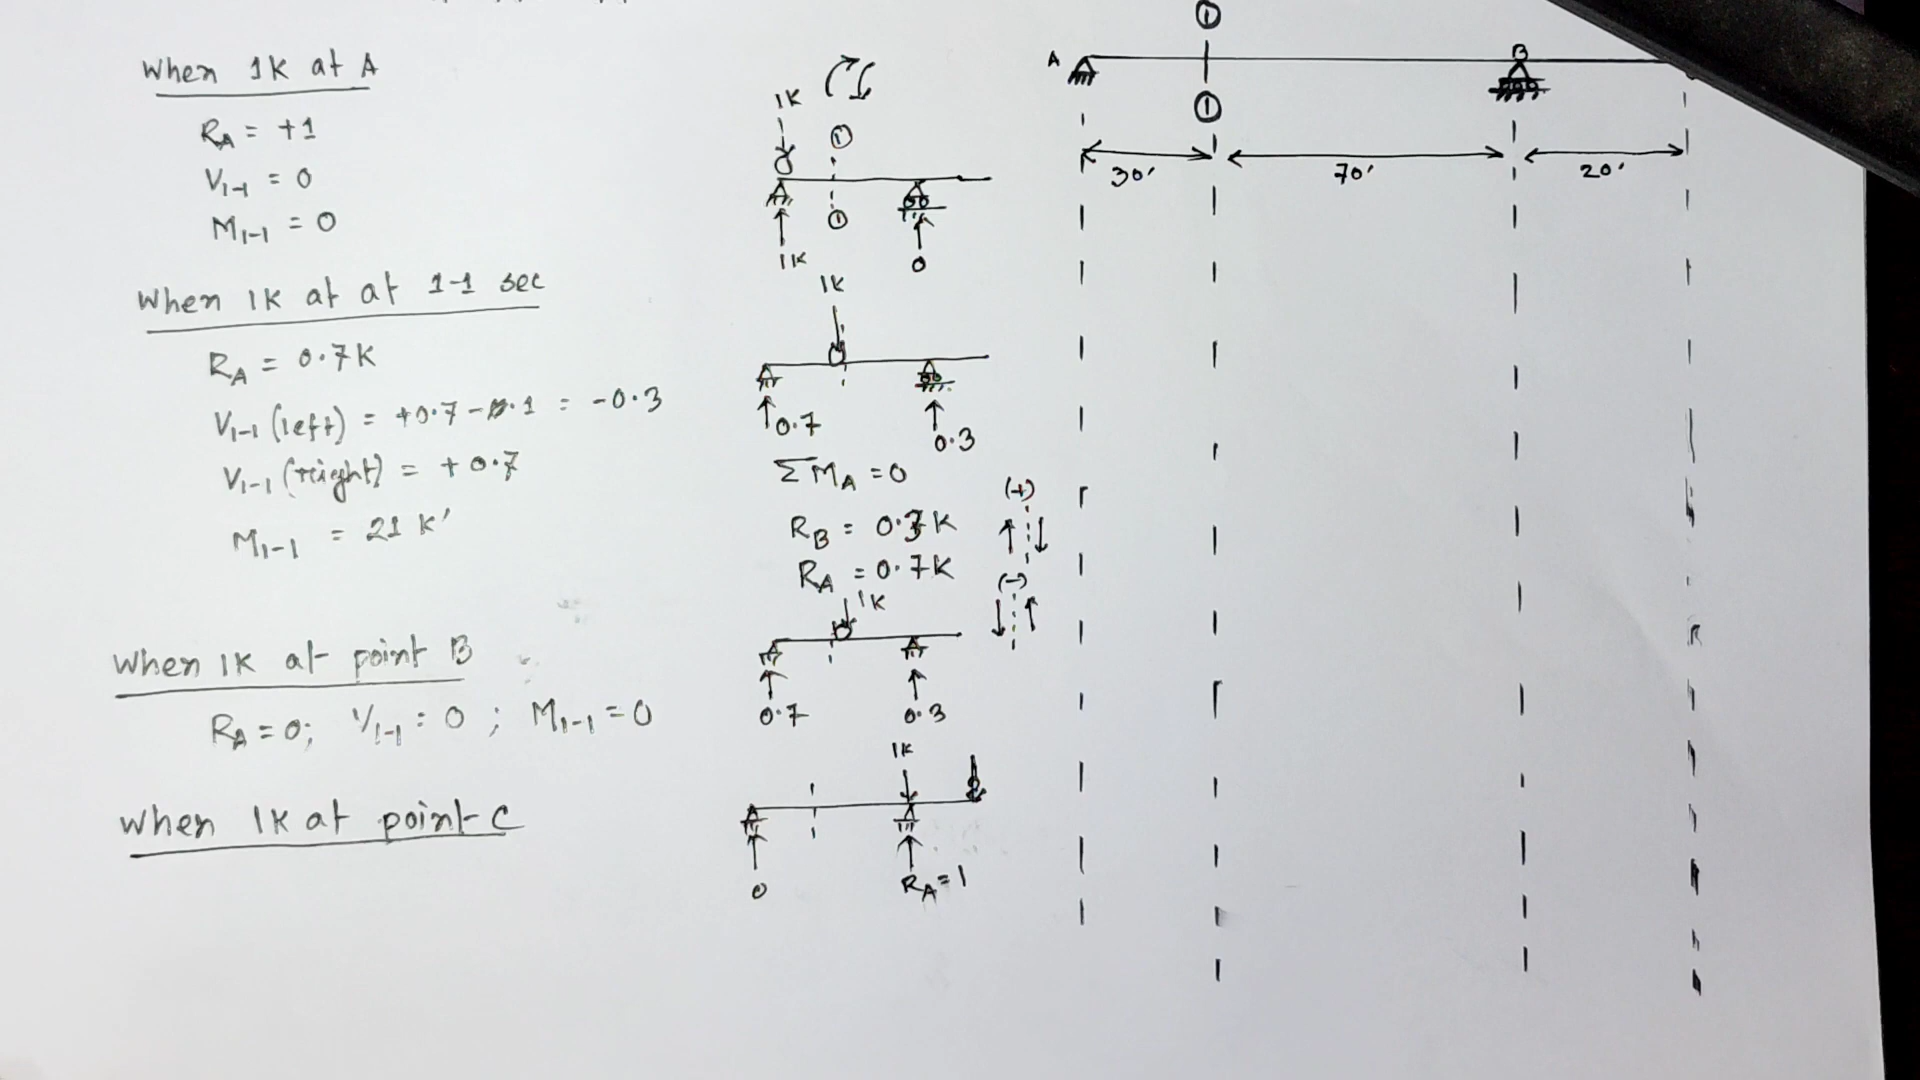 When 1K at A
RA = +1
V1-1 = 0
M1-1 = 0
When 1K at at 1-1 sec
RA = 0.7K
V1-1 (left) = +0.7 - 1 = -0.3
V1-1 (reight) = +0.7
M1-1 = 21 K'
When 1K at point B
RA = 0; V1-1 = 0; M1-1 = 0
When 1K at point C
1K
1
1
1K
0
1K
0.7
0.3
ΣMA = 0
RB = 0.3K
RA = 0.7K
(+)
(-)
1K
0.7
0.3
1K
0
RA = 1
1
A
B
1
30'
70'
20'